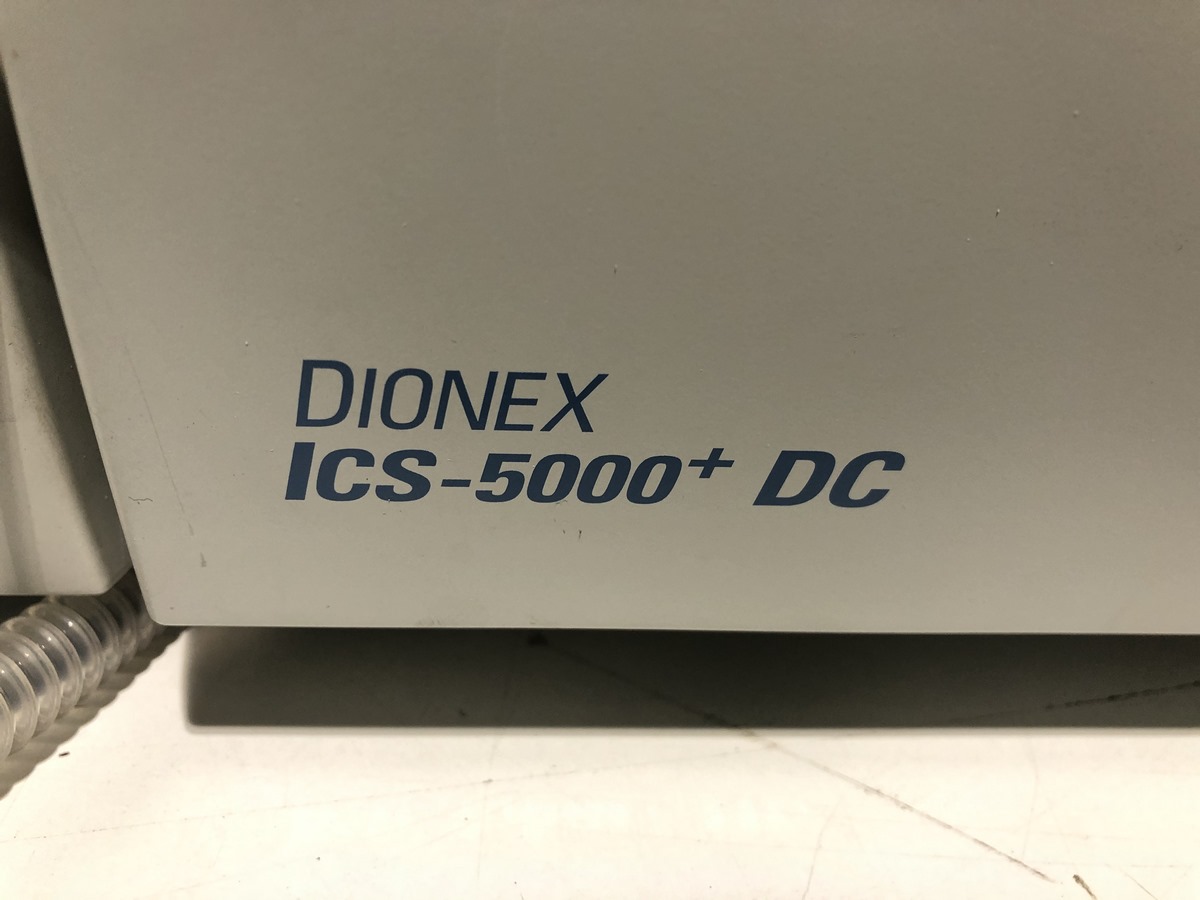 DIONEX
ICS-5000+ DC